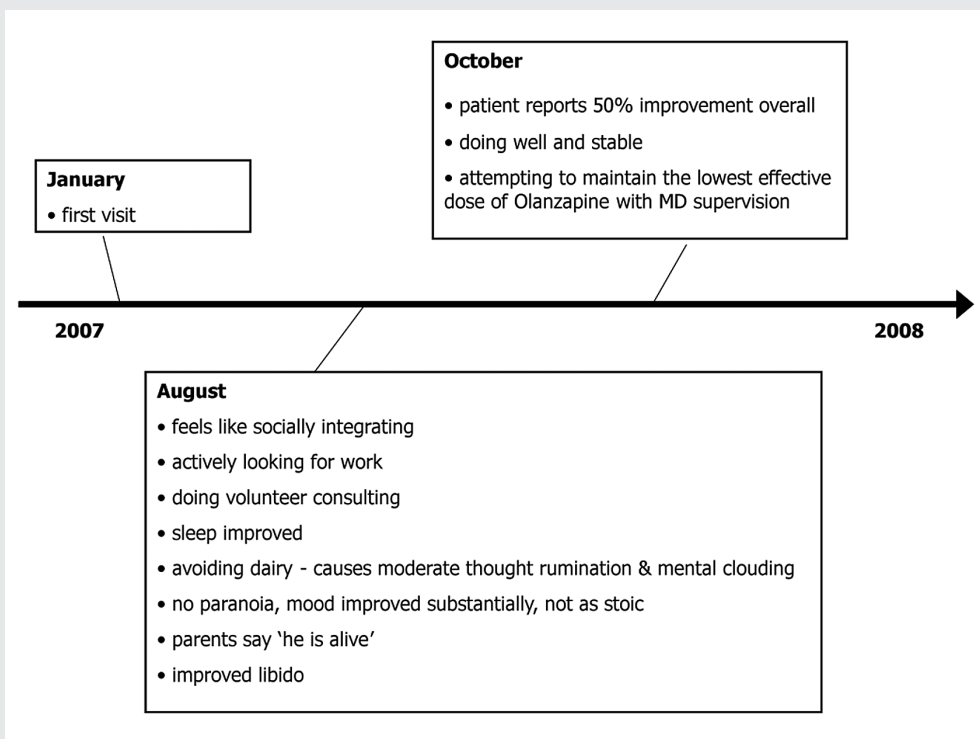 January
• first visit
October
• patient reports 50% improvement overall
• doing well and stable
• attempting to maintain the lowest effective
dose of Olanzapine with MD supervision
2007
2008
August
• feels like socially integrating
• actively looking for work
• doing volunteer consulting
• sleep improved
• avoiding dairy - causes moderate thought rumination & mental clouding
• no paranoia, mood improved substantially, not as stoic
• parents say ‘he is alive’
• improved libido